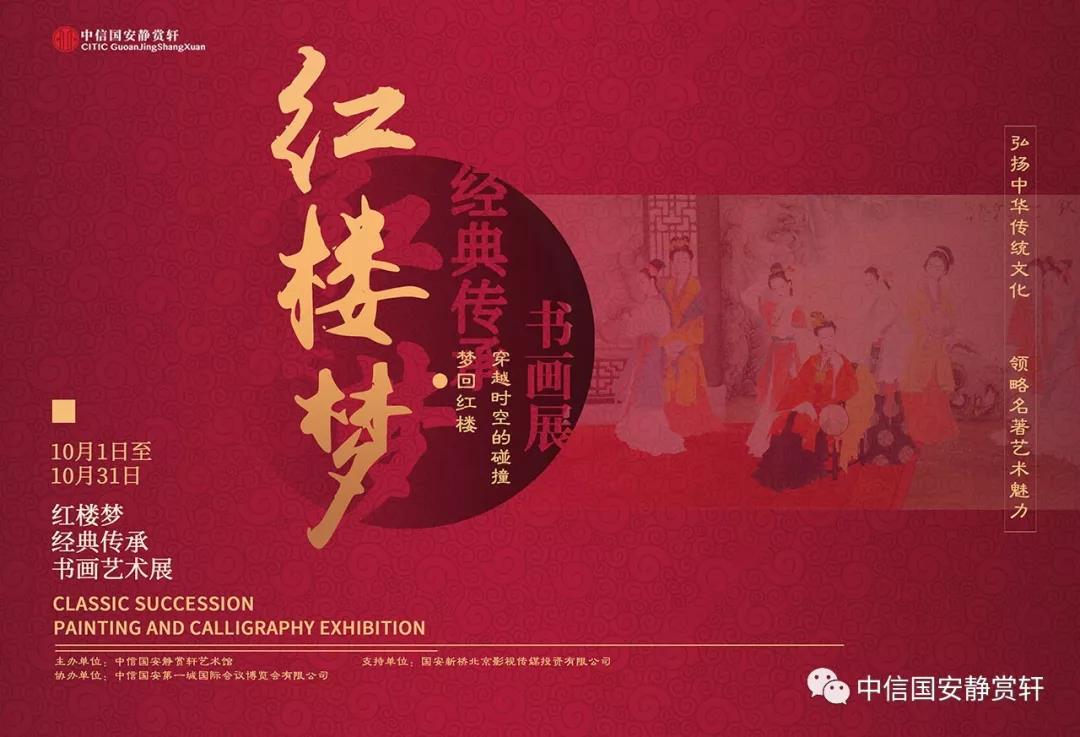 中信国安静赏轩
CITIC GuoanJingShangXuan
红楼梦
经典传承
书画展
穿越时空的碰撞
梦回红楼
弘扬中华传统文化
领略名著艺术魅力
10月1日至
10月31日
红楼梦
经典传承
书画艺术展
CLASSIC SUCCESSION
PAINTING AND CALLIGRAPHY EXHIBITION
主办单位：中信国安静赏轩艺术馆
支持单位：国安新桥北京影视传媒投资有限公司
协办单位：中信国安第一城国际会议博览会有限公司
中信国安静赏轩